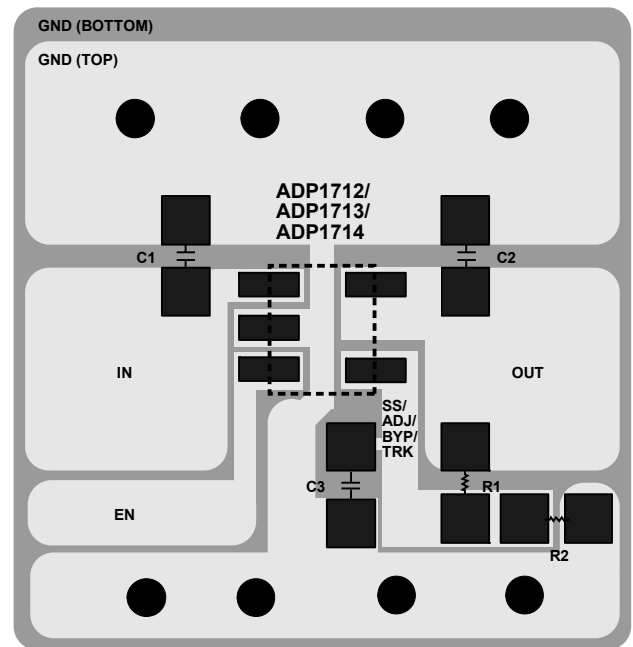 GND (BOTTOM)
GND (TOP)
ADP1712/
ADP1713/
ADP1714
C1
C2
IN
OUT
SS/
ADJ/
BYP/
TRK
C3
R1
EN
R2